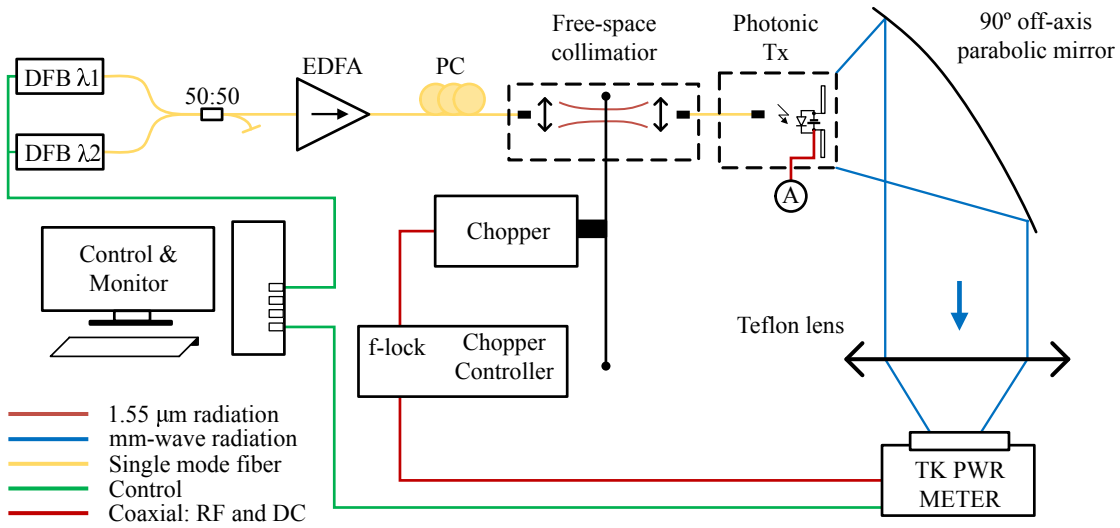 DFB λ1
DFB λ2
50:50
EDFA
PC
Free-space
collimatior
Photonic
Tx
90º off-axis
parabolic mirror
A
Chopper
Control &
Monitor
f-lock
Chopper
Controller
Teflon lens
TK PWR
METER
1.55 μm radiation
mm-wave radiation
Single mode fiber
Control
Coaxial: RF and DC